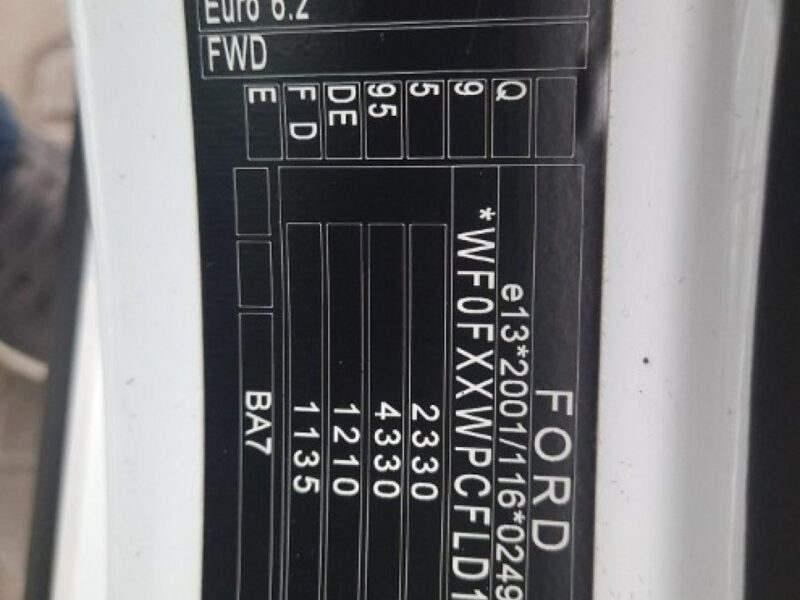 Euro 6.2
FWD
FORD
e13*2001/116*0249
*WF0FXXWPCFLD1
2330
4330
1210
1135
BA7
Q
9
5
95
DE
F D
E